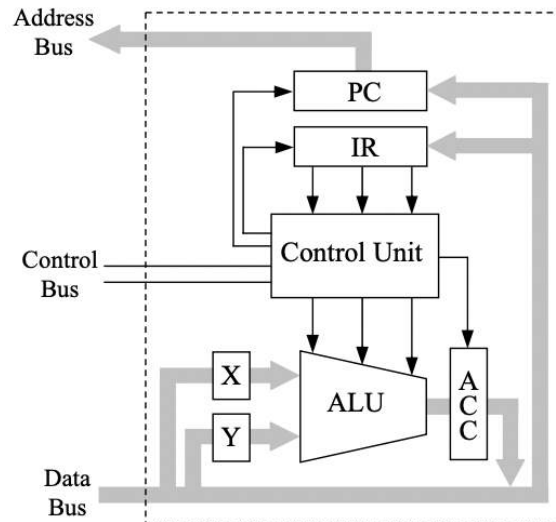 Address
Bus
PC
IR
Control Unit
Control
Bus
X
ALU
A
C
C
Y
Data
Bus